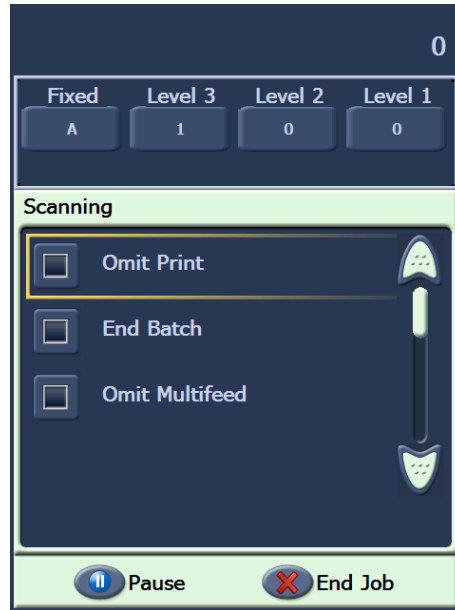 0
Fixed Level 3 Level 2 Level 1
A 1 0 0
Scanning
Omit Print
End Batch
Omit Multifeed
Pause End Job